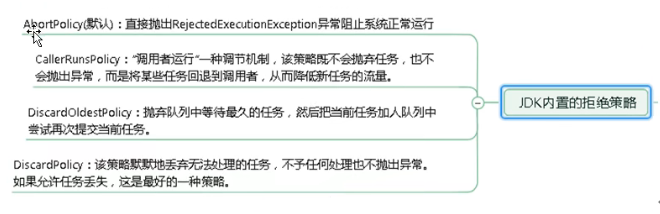 AbortPolicy(默认)：直接抛出RejectedExecutionException异常阻止系统正常运行
CallerRunsPolicy：“调用者运行”一种调节机制，该策略既不会抛弃任务，也不
会抛出异常，而是将某些任务回退到调用者，从而降低新任务的流量。
DiscardOldestPolicy：抛弃队列中等待最久的任务，然后把当前任务加人队列中
尝试再次提交当前任务。
DiscardPolicy：该策略默默地丢弃无法处理的任务，不予任何处理也不抛出异常。
如果允许任务丢失，这是最好的一种策略。
JDK内置的拒绝策略